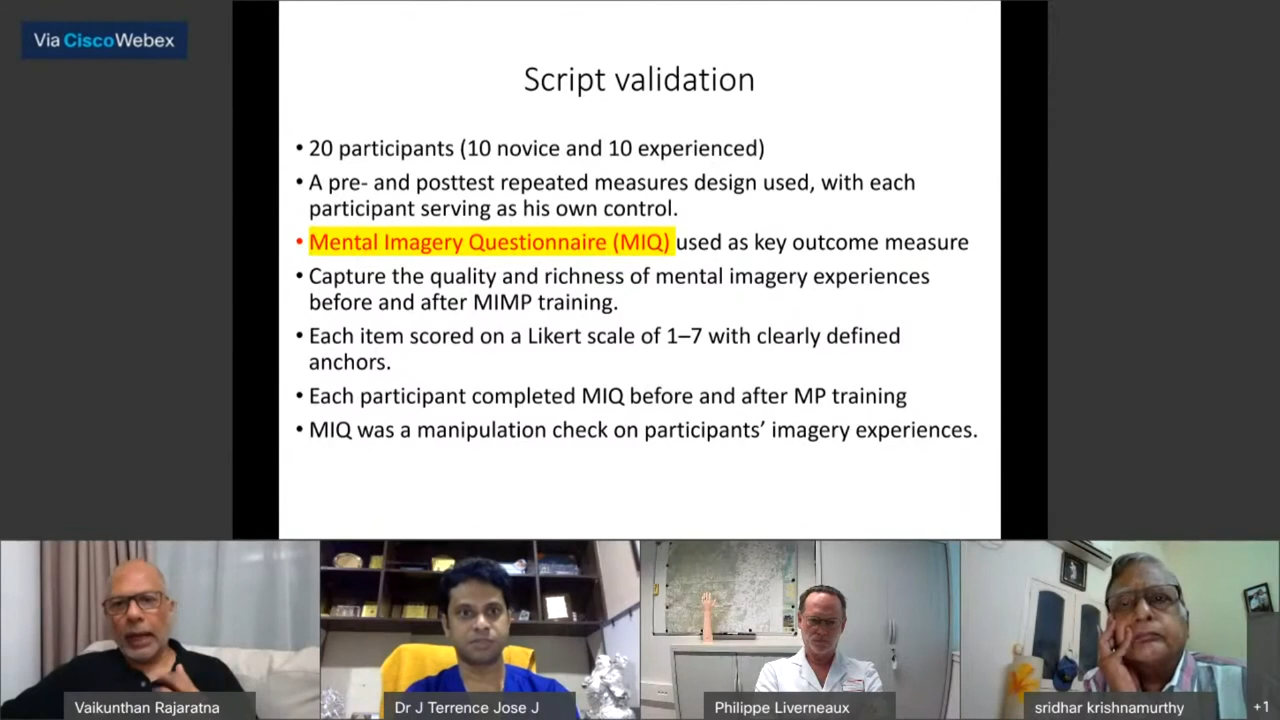 Via CiscoWebex
Script validation
• 20 participants (10 novice and 10 experienced)
• A pre- and posttest repeated measures design used, with each
participant serving as his own control.
• Mental Imagery Questionnaire (MIQ) used as key outcome measure
• Capture the quality and richness of mental imagery experiences
before and after MIMP training.
• Each item scored on a Likert scale of 1–7 with clearly defined
anchors.
• Each participant completed MIQ before and after MP training
• MIQ was a manipulation check on participants’ imagery experiences.
Vaikunthan Rajaratna
Dr J Terrence Jose J
Philippe Liverneaux
sridhar krishnamurthy
+1